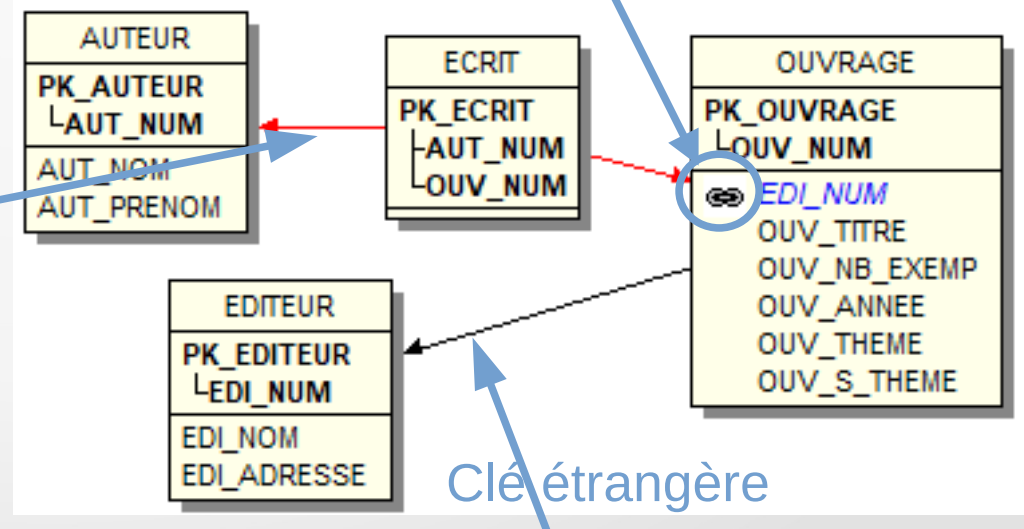 AUTEUR
PK_AUTEUR
AUT_NUM
AUT_NOM
AUT_PRENOM
ECRIT
PK_ECRIT
AUT_NUM
OUV_NUM
OUVRAGE
PK_OUVRAGE
OUV_NUM
EDI_NUM
OUV_TITRE
OUV_NB_EXEMP
OUV_ANNEE
OUV_THEME
OUV_S_THEME
EDITEUR
PK_EDITEUR
EDI_NUM
EDI_NOM
EDI_ADRESSE
Clé étrangère